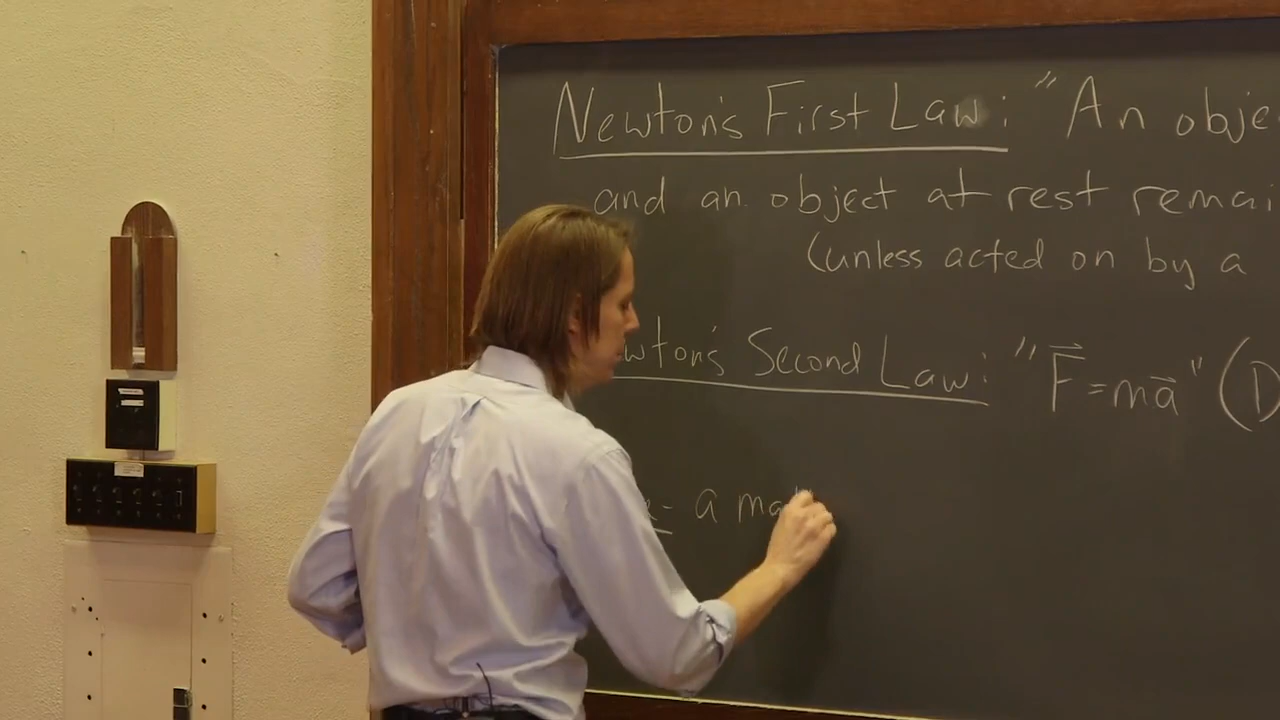 Newton's First Law: "An obje
and an object at rest remai
(unless acted on by a
wton's Second Law: "F⃗ = ma⃗" (D
- a ma